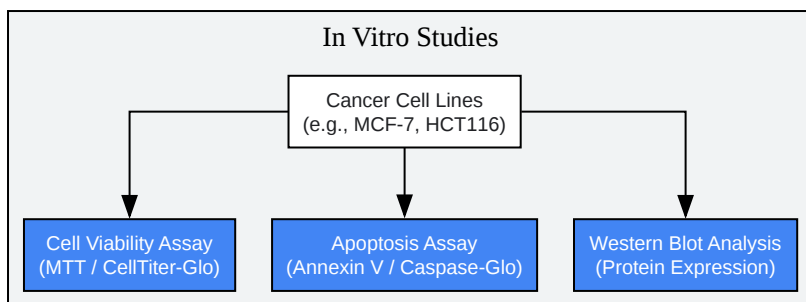 In Vitro Studies
Cancer Cell Lines
(e.g., MCF-7, HCT116)
Cell Viability Assay
(MTT / CellTiter-Glo)
Apoptosis Assay
(Annexin V / Caspase-Glo)
Western Blot Analysis
(Protein Expression)